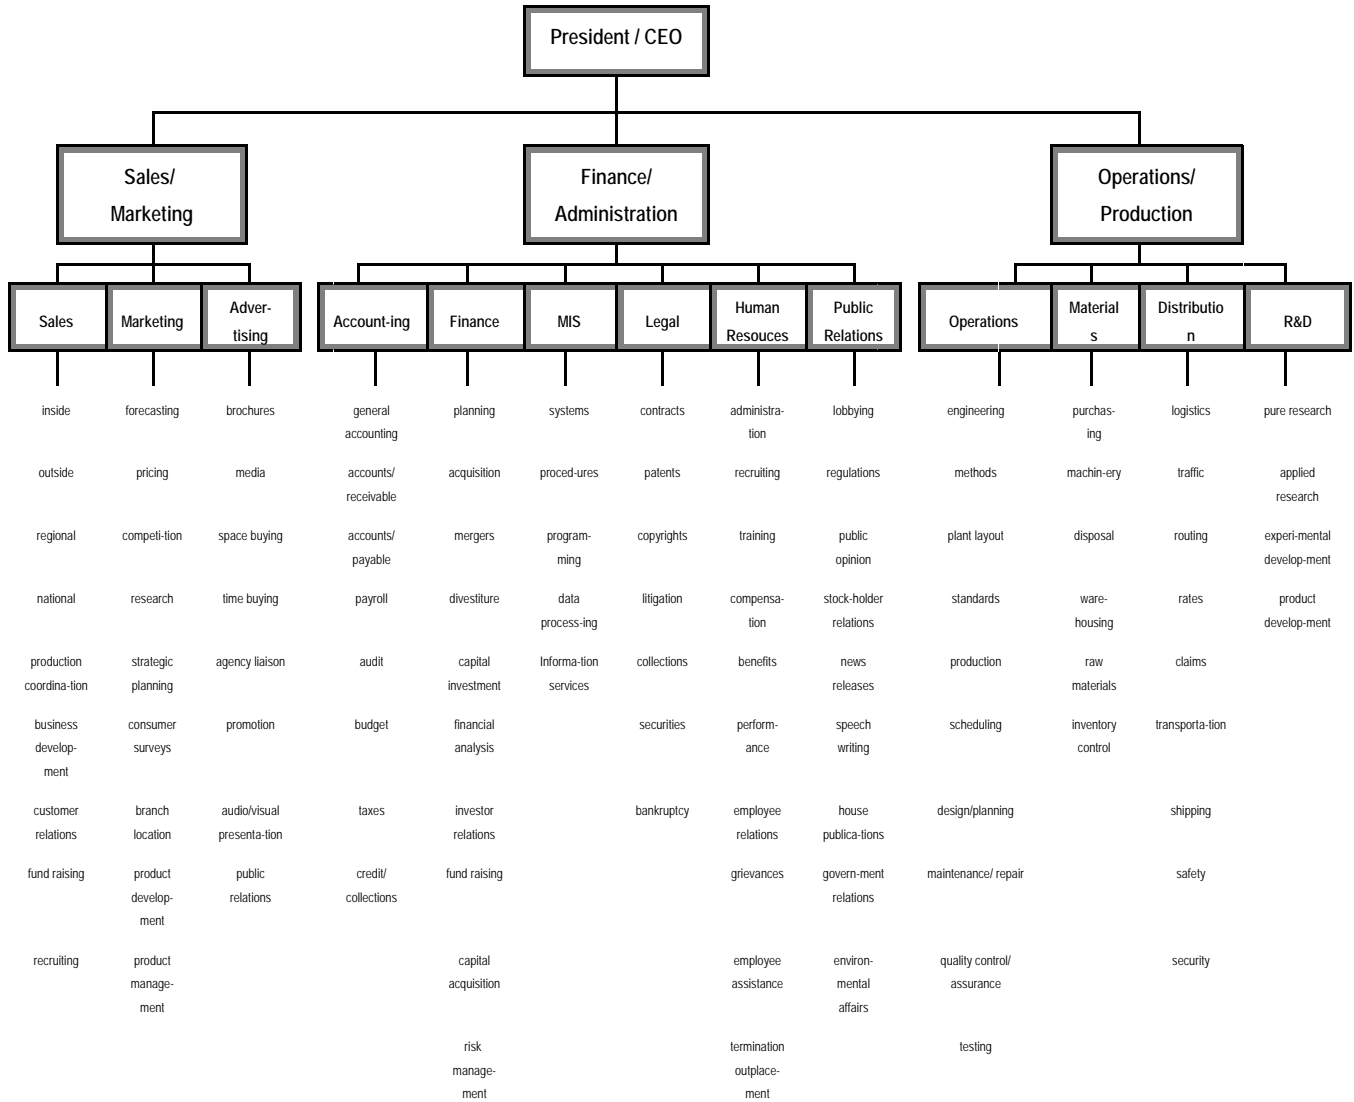 President / CEO
Sales/
Marketing
Finance/
Administration
Operations/
Production
Sales
Marketing
Adver-
tising
Account-ing
Finance
MIS
Legal
Human
Resouces
Public
Relations
Operations
Material
s
Distributio
n
R&D
inside
outside
regional
national
production
coordina-tion
business
develop-
ment
customer
relations
fund raising
recruiting
forecasting
pricing
competi-tion
research
strategic
planning
consumer
surveys
branch
location
product
develop-
ment
product
manage-
ment
brochures
media
space buying
time buying
agency liaison
promotion
audio/visual
presenta-tion
public
relations
general
accounting
accounts/
receivable
accounts/
payable
payroll
audit
budget
taxes
credit/
collections
planning
acquisition
mergers
divestiture
capital
investment
financial
analysis
investor
relations
fund raising
capital
acquisition
risk
manage-
ment
systems
proced-ures
program-
ming
data
process-ing
Informa-tion
services
contracts
patents
copyrights
litigation
collections
securities
bankruptcy
administra-
tion
recruiting
training
compensa-
tion
benefits
perform-
ance
employee
relations
grievances
employee
assistance
termination
outplace-
ment
lobbying
regulations
public
opinion
stock-holder
relations
news
releases
speech
writing
house
publica-tions
govern-ment
relations
environ-
mental
affairs
engineering
methods
plant layout
standards
production
scheduling
design/planning
maintenance/ repair
quality control/
assurance
testing
purchas-
ing
machin-ery
disposal
ware-
housing
raw
materials
inventory
control
logistics
traffic
routing
rates
claims
transporta-tion
shipping
safety
security
pure research
applied
research
experi-mental
develop-ment
product
develop-ment